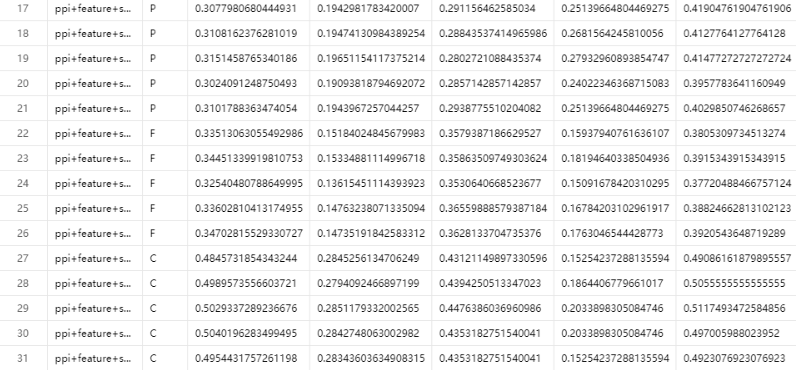 17 ppi+feature+s... P 0.3077980680444931 0.1942981783420007 0.291156462585034 0.25139664804469275 0.41904761904761906
18 ppi+feature+s... P 0.3108162376281019 0.19474130984389254 0.28843537414965986 0.2681564245810056 0.4127764127764128
19 ppi+feature+s... P 0.3151458765340186 0.19651154117375214 0.2802721088435374 0.27932960893854747 0.41477272727272724
20 ppi+feature+s... P 0.3024091248750493 0.19093818794692072 0.2857142857142857 0.24022346368715083 0.3957783641160949
21 ppi+feature+s... P 0.3101788363474054 0.1943967257044257 0.2938775510204082 0.25139664804469275 0.4029850746268657
22 ppi+feature+s... F 0.33513063055492986 0.15184024845679983 0.3579387186629527 0.15937940761636107 0.3805309734513274
23 ppi+feature+s... F 0.34451339919810753 0.15334881114996718 0.35863509749303624 0.18194640338504936 0.3915343915343915
24 ppi+feature+s... F 0.32540480788649995 0.13615451114393923 0.3530640668523677 0.15091678420310295 0.37720488466757124
25 ppi+feature+s... F 0.33602810413174955 0.14763238071335094 0.36559888579387184 0.16784203102961917 0.38824662813102123
26 ppi+feature+s... F 0.34702815529330727 0.14735191842583312 0.3628133704735376 0.1763046544428773 0.3920543648719289
27 ppi+feature+s... C 0.4845731854343244 0.2845256134706249 0.43121149897330596 0.15254237288135594 0.49086161879895557
28 ppi+feature+s... C 0.4989573556603721 0.2794092466897199 0.4394250513347023 0.1864406779661017 0.5055555555555555
29 ppi+feature+s... C 0.5029337289236676 0.2851179332002565 0.4476386036960986 0.2033898305084746 0.5117493472584856
30 ppi+feature+s... C 0.5040196283499495 0.2842748063002982 0.4353182751540041 0.2033898305084746 0.497005988023952
31 ppi+feature+s... C 0.4954431757261198 0.28343603634908315 0.4353182751540041 0.15254237288135594 0.4923076923076923